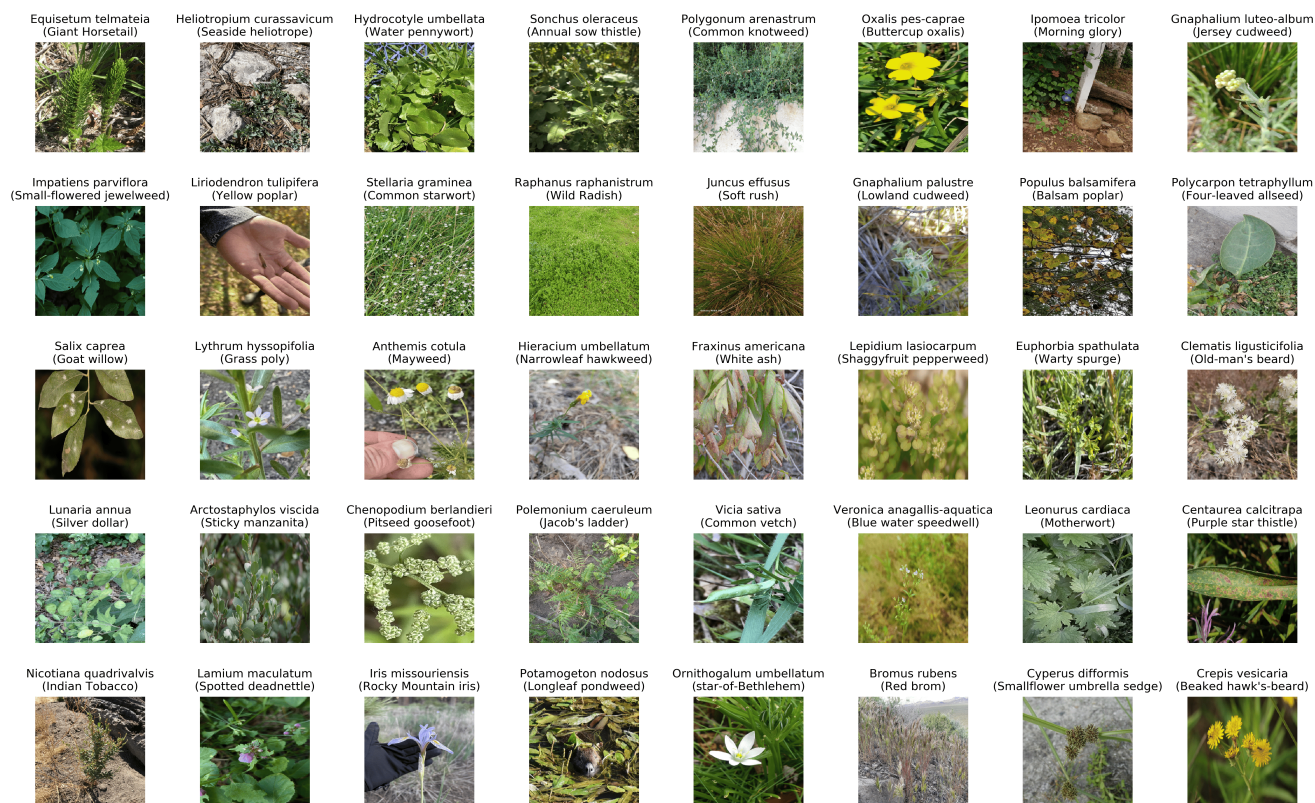 Equisetum telmateia
(Giant Horsetail)
Heliotropium curassavicum
(Seaside heliotrope)
Hydrocotyle umbellata
(Water pennywort)
Sonchus oleraceus
(Annual sow thistle)
Polygonum arenastrum
(Common knotweed)
Oxalis pes-caprae
(Buttercup oxalis)
Ipomoea tricolor
(Morning glory)
Gnaphalium luteo-album
(Jersey cudweed)
Impatiens parviflora
(Small-flowered jewelweed)
Liriodendron tulipifera
(Yellow poplar)
Stellaria graminea
(Common starwort)
Raphanus raphanistrum
(Wild Radish)
Juncus effusus
(Soft rush)
Gnaphalium palustre
(Lowland cudweed)
Populus balsamifera
(Balsam poplar)
Polycarpon tetraphyllum
(Four-leaved allseed)
Salix caprea
(Goat willow)
Lythrum hyssopifolia
(Grass poly)
Anthemis cotula
(Mayweed)
Hieracium umbellatum
(Narrowleaf hawkweed)
Fraxinus americana
(White ash)
Lepidium lasiocarpum
(Shaggyfruit pepperweed)
Euphorbia spathulata
(Warty spurge)
Clematis ligusticifolia
(Old-man's beard)
Lunaria annua
(Silver dollar)
Arctostaphylos viscida
(Sticky manzanita)
Chenopodium berlandieri
(Pitseed goosefoot)
Polemonium caeruleum
(Jacob's ladder)
Vicia sativa
(Common vetch)
Veronica anagallis-aquatica
(Blue water speedwell)
Leonurus cardiaca
(Motherwort)
Centaurea calcitrapa
(Purple star thistle)
Nicotiana quadrivalvis
(Indian Tobacco)
Lamium maculatum
(Spotted deadnettle)
Iris missouriensis
(Rocky Mountain iris)
Potamogeton nodosus
(Longleaf pondweed)
Ornithogalum umbellatum
(star-of-Bethlehem)
Bromus rubens
(Red brom)
Cyperus difformis
(Smallflower umbrella sedge)
Crepis vesicaria
(Beaked hawk's-beard)